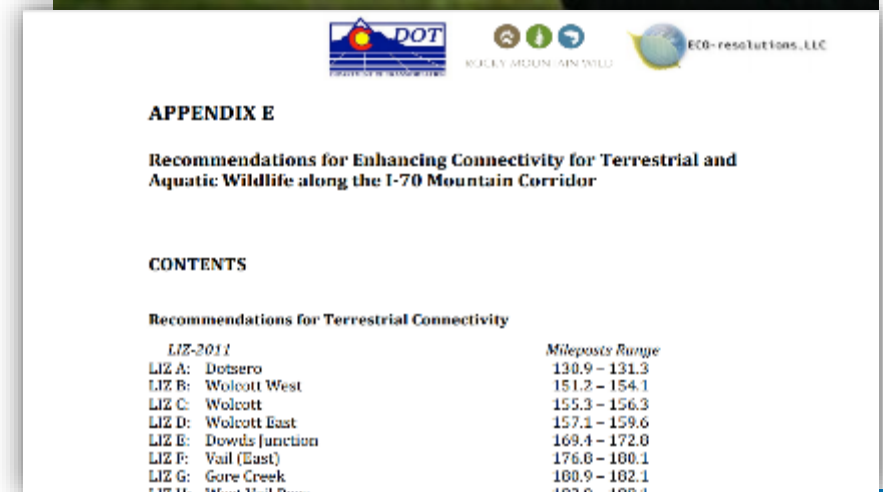 DOT
ROCKY MOUNTAIN WILD
ECO-resolutions, LLC
APPENDIX E
Recommendations for Enhancing Connectivity for Terrestrial and
Aquatic Wildlife along the I-70 Mountain Corridor
CONTENTS
Recommendations for Terrestrial Connectivity
LIZ-2011 Mileposts Range
LIZ A: Dotsero 130.9 – 131.3
LIZ B: Wolcott West 151.2 – 154.1
LIZ C: Wolcott 155.3 – 156.3
LIZ D: Wolcott East 157.1 – 159.6
LIZ E: Dowds Junction 169.4 – 172.8
LIZ F: Vail (East) 176.8 – 180.1
LIZ G: Gore Creek 180.9 – 182.1